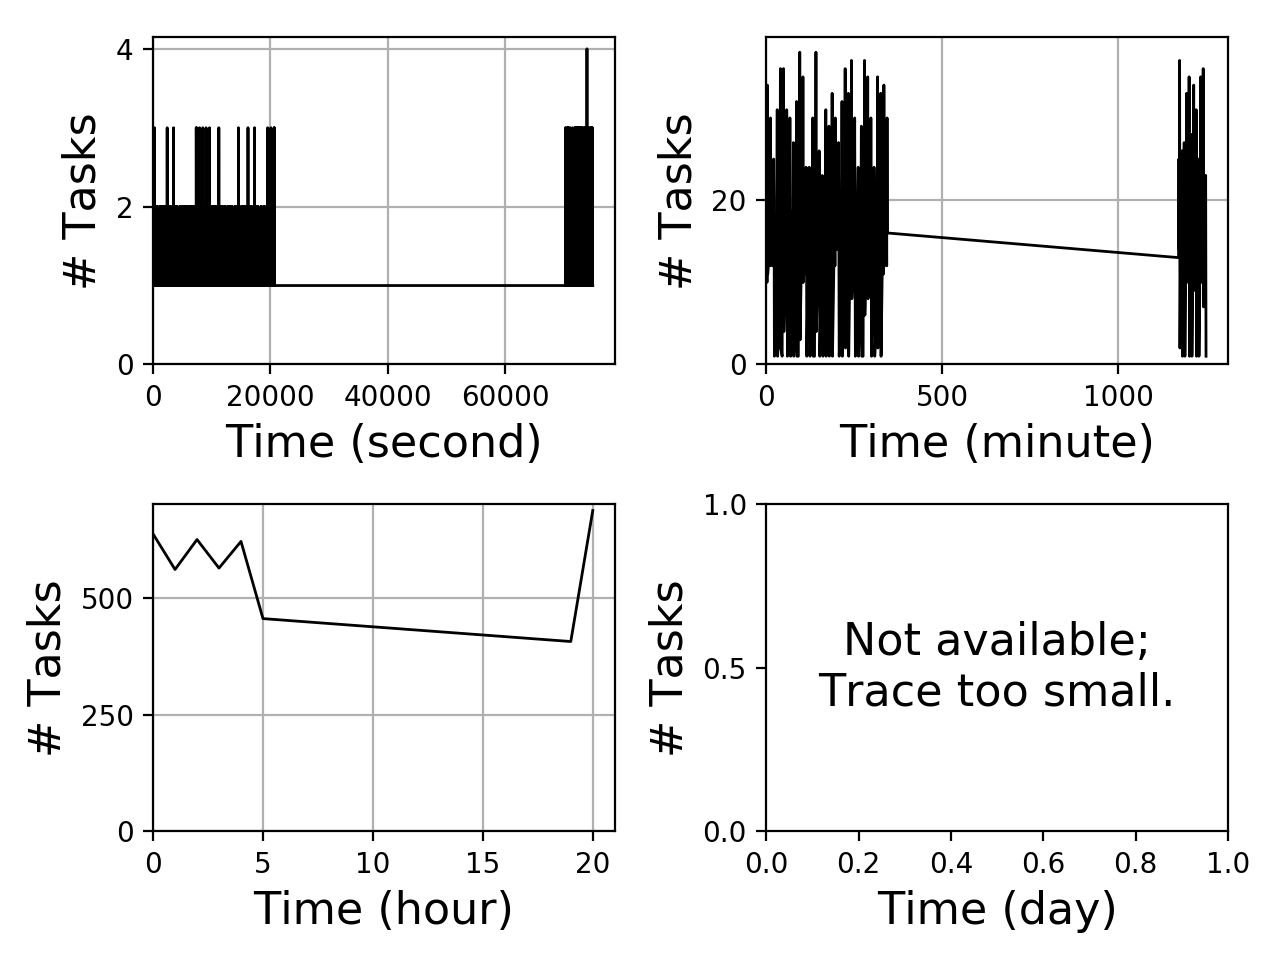 # Tasks
4
2
0
0 20000 40000 60000
Time (second)
# Tasks
20
0
0 500 1000
Time (minute)
# Tasks
500
250
0
0 5 10 15 20
Time (hour)
# Tasks
1.0
0.5
0.0
Not available;
Trace too small.
0.0 0.2 0.4 0.6 0.8 1.0
Time (day)